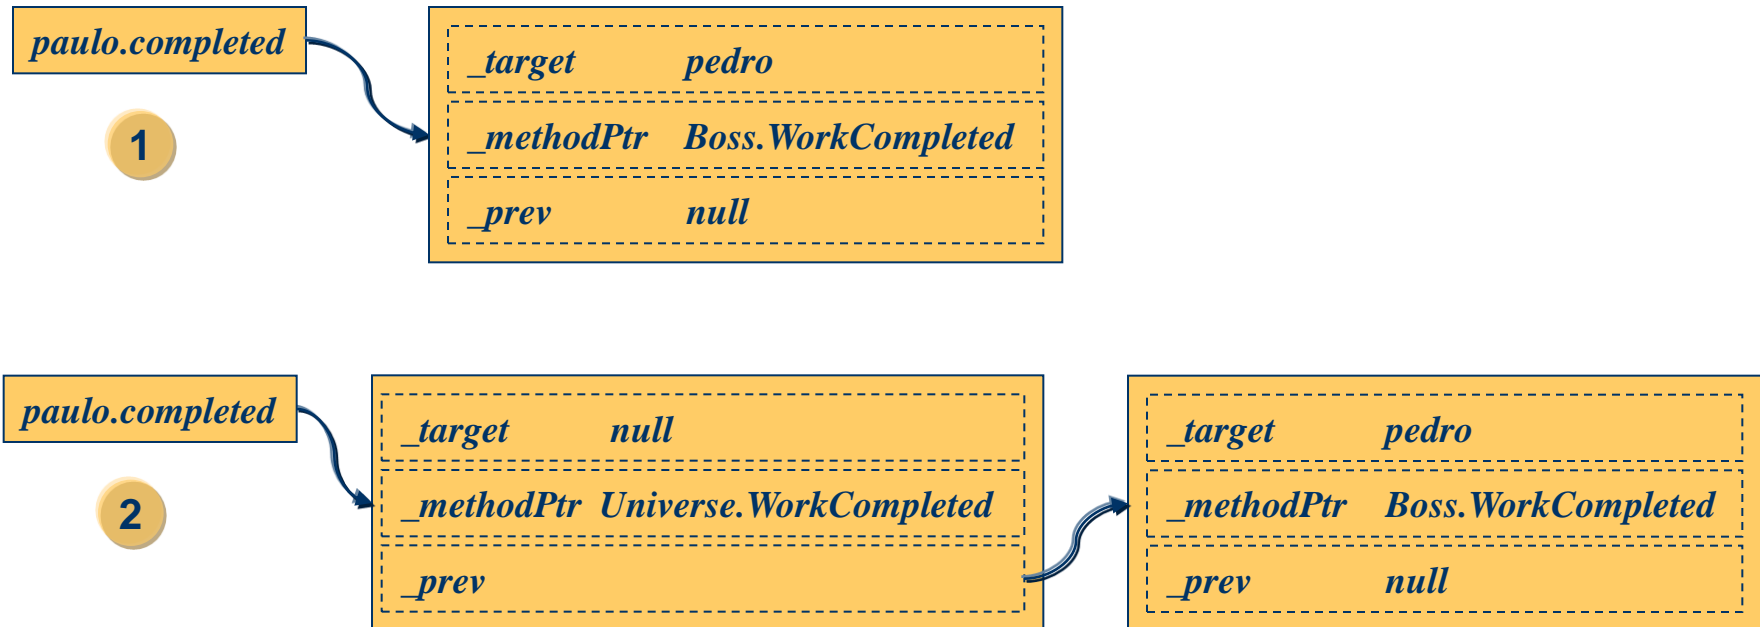 paulo.completed
_target pedro
1
_methodPtr Boss.WorkCompleted
_prev null
paulo.completed
_target null
_methodPtr Universe.WorkCompleted
_prev
2
_target pedro
_methodPtr Boss.WorkCompleted
_prev null